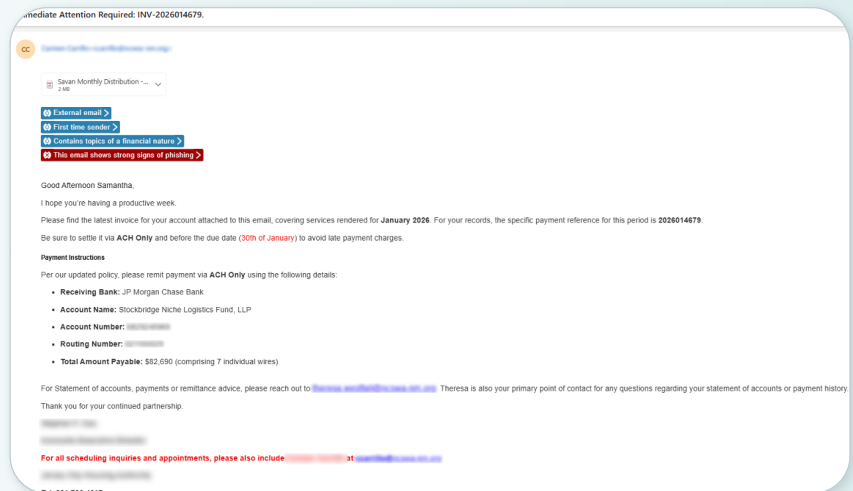 mediate Attention Required: INV-2026014679.
CC
Savan Monthly Distribution -...
2 MB
External email >
First time sender >
Contains topics of a financial nature >
This email shows strong signs of phishing >
Good Afternoon Samantha,
I hope you're having a productive week.
Please find the latest invoice for your account attached to this email, covering services rendered for January 2026. For your records, the specific payment reference for this period is 2026014679.
Be sure to settle it via ACH Only and before the due date (30th of January) to avoid late payment charges.
Payment Instructions
Per our updated policy, please remit payment via ACH Only using the following details:
• Receiving Bank: JP Morgan Chase Bank
• Account Name: Stockbridge Niche Logistics Fund, LLP
• Account Number:
• Routing Number:
• Total Amount Payable: $82,690 (comprising 7 individual wires)
For Statement of accounts, payments or remittance advice, please reach out to Theresa is also your primary point of contact for any questions regarding your statement of accounts or payment history.
Thank you for your continued partnership.
For all scheduling inquiries and appointments, please also include at